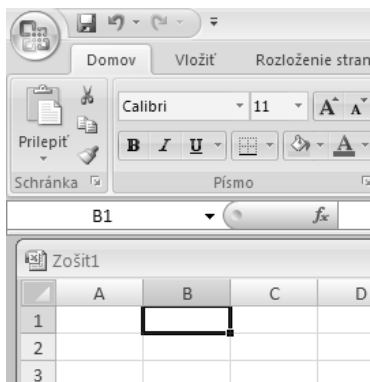 Domov Vložiť Rozloženie stran
Calibri 11 A A
Prilepiť B I U A
Schránka Písmo
B1 fx
Zošit1
A B C D
1
2
3